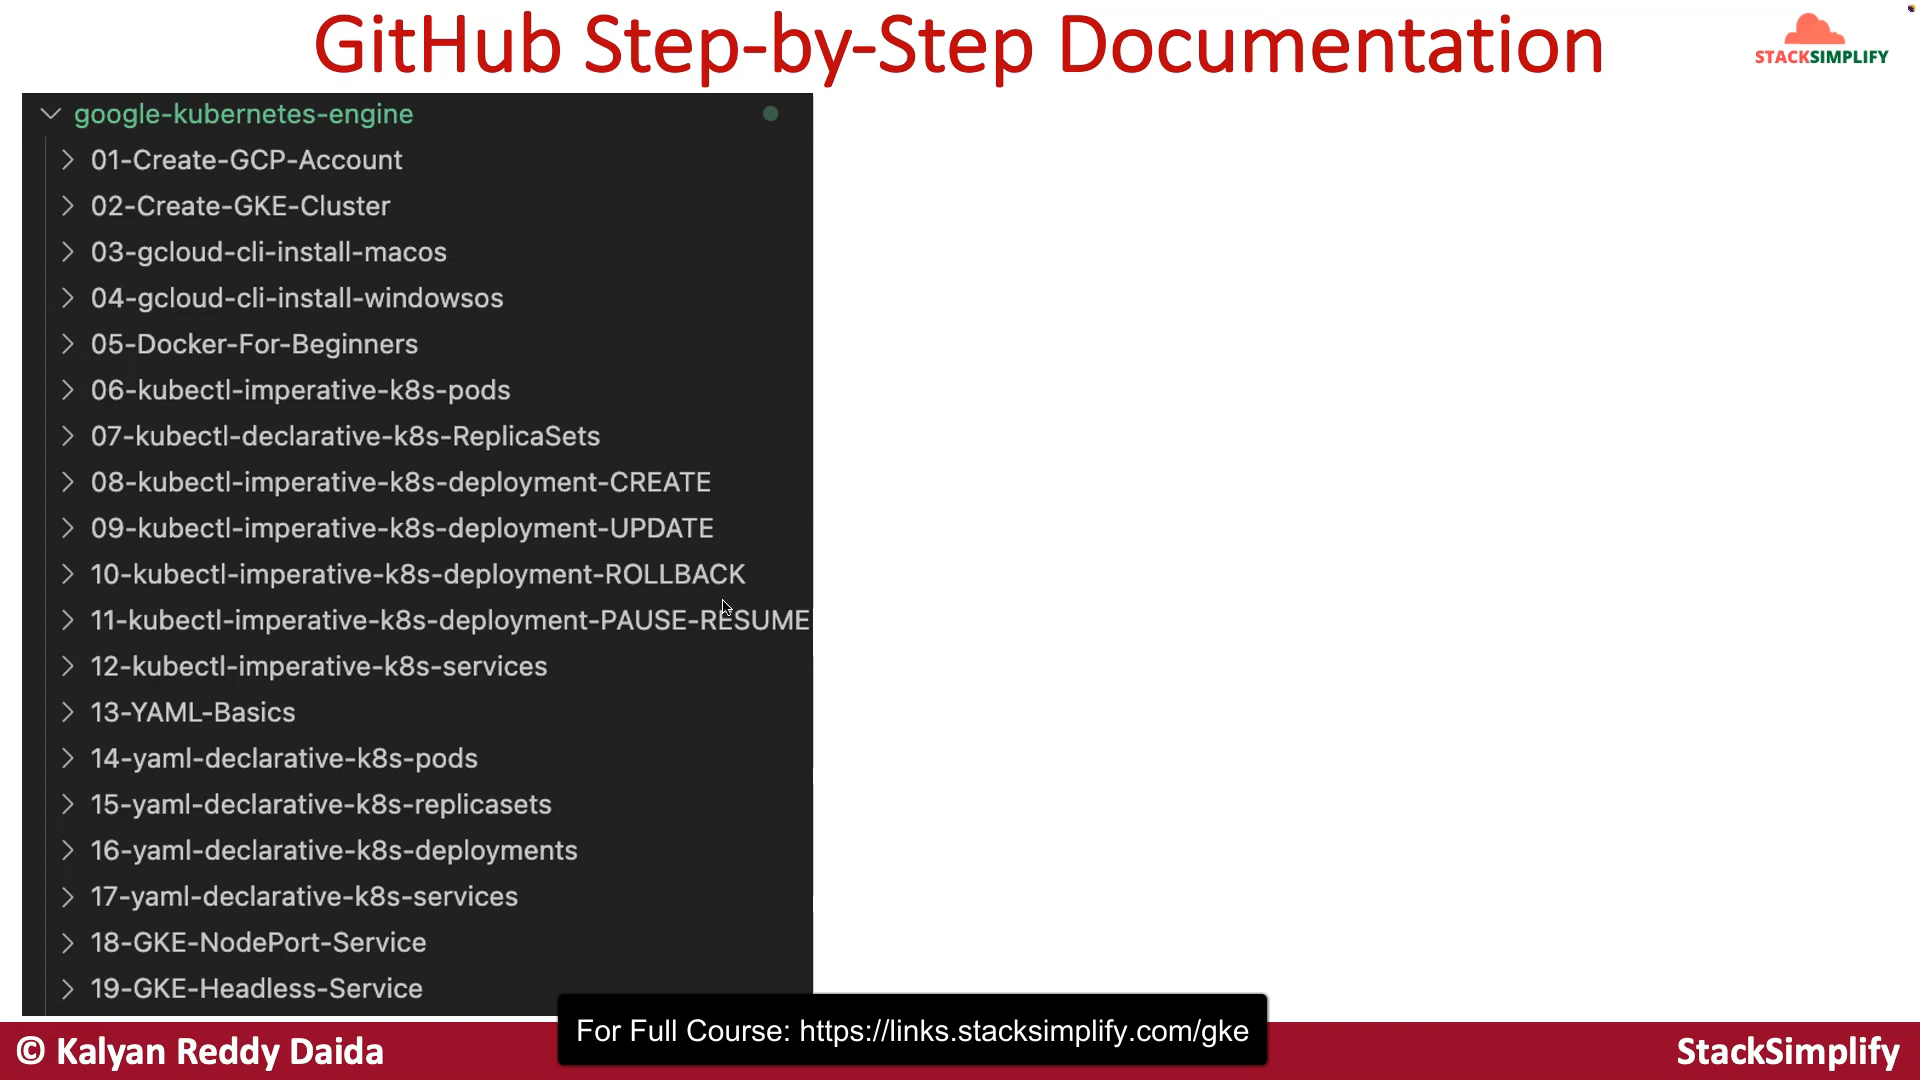 GitHub Step-by-Step Documentation
STACKSIMPLIFY
google-kubernetes-engine
01-Create-GCP-Account
02-Create-GKE-Cluster
03-gcloud-cli-install-macos
04-gcloud-cli-install-windowsos
05-Docker-For-Beginners
06-kubectl-imperative-k8s-pods
07-kubectl-declarative-k8s-ReplicaSets
08-kubectl-imperative-k8s-deployment-CREATE
09-kubectl-imperative-k8s-deployment-UPDATE
10-kubectl-imperative-k8s-deployment-ROLLBACK
11-kubectl-imperative-k8s-deployment-PAUSE-RESUME
12-kubectl-imperative-k8s-services
13-YAML-Basics
14-yaml-declarative-k8s-pods
15-yaml-declarative-k8s-replicasets
16-yaml-declarative-k8s-deployments
17-yaml-declarative-k8s-services
18-GKE-NodePort-Service
19-GKE-Headless-Service
For Full Course: https://links.stacksimplify.com/gke
© Kalyan Reddy Daida
StackSimplify